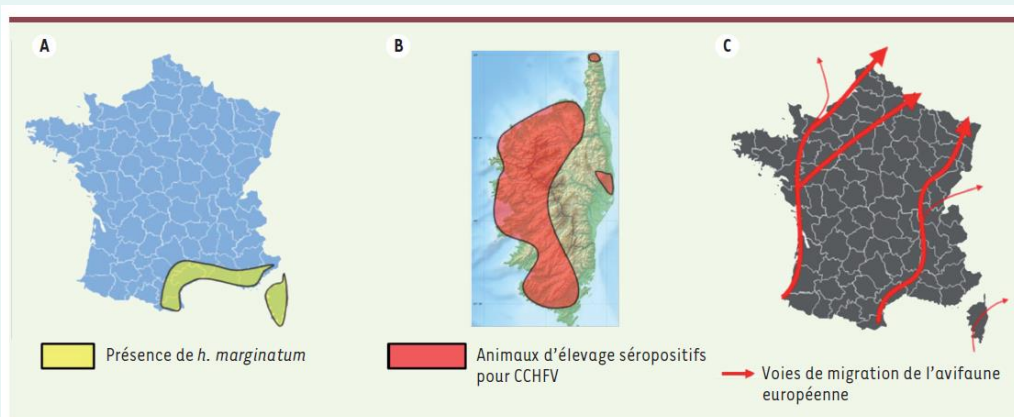 A
B
C
Présence de h. marginatum
Animaux d'élevage séropositifs
pour CCHFV
Voies de migration de l'avifaune
européenne